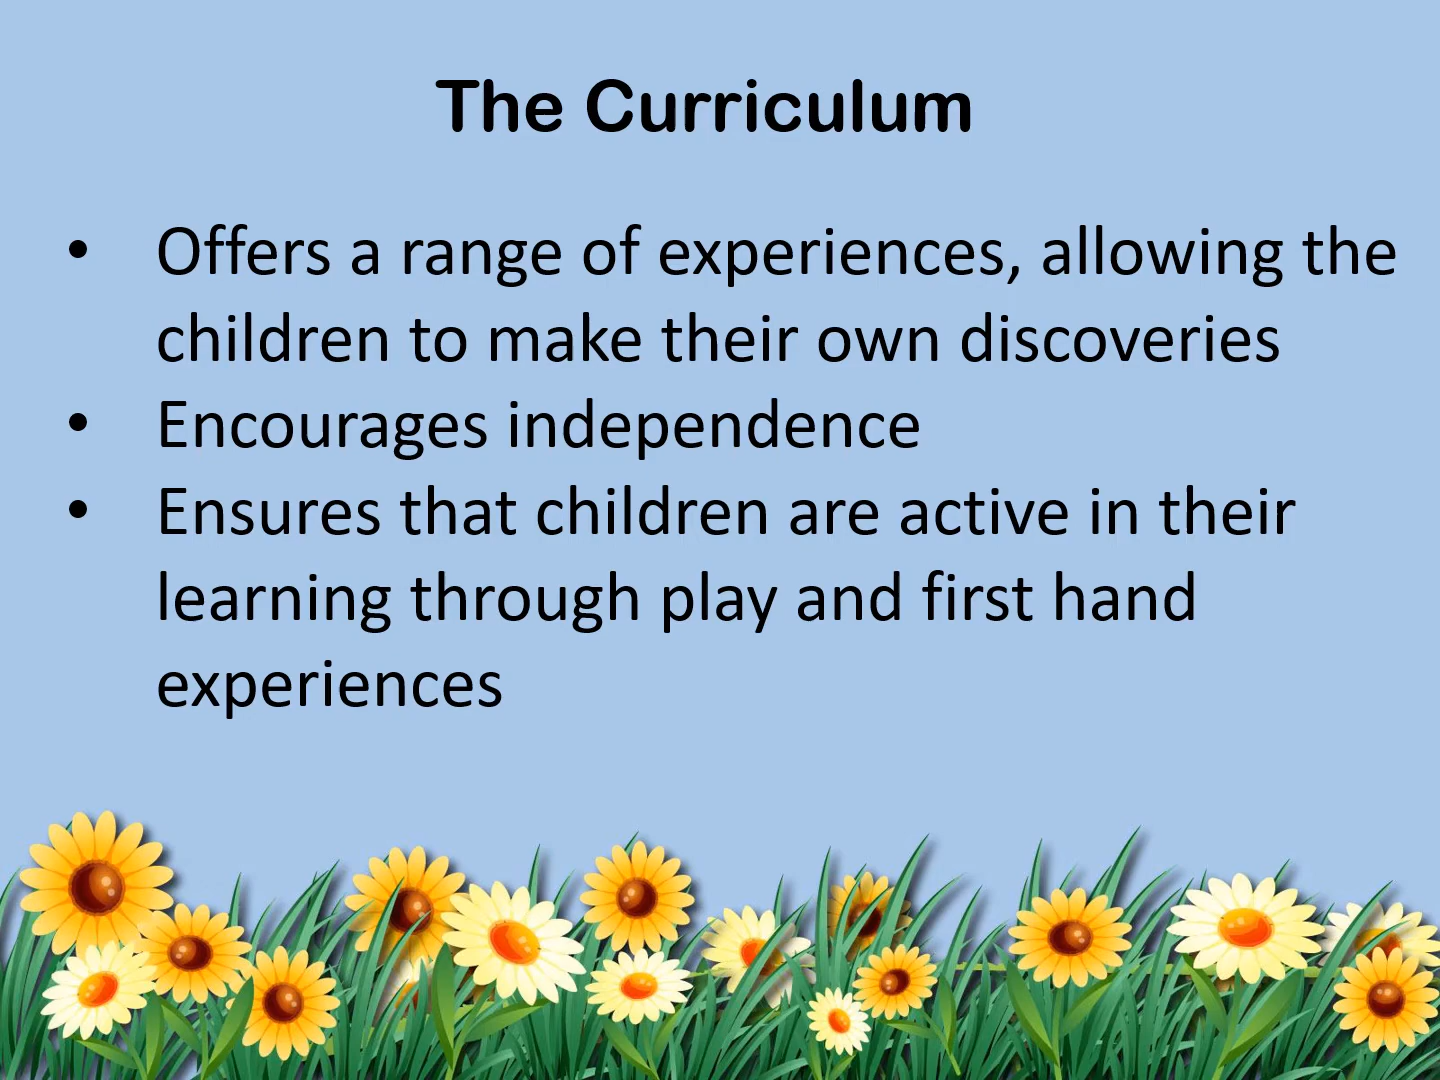 The Curriculum
• Offers a range of experiences, allowing the
children to make their own discoveries
• Encourages independence
• Ensures that children are active in their
learning through play and first hand
experiences